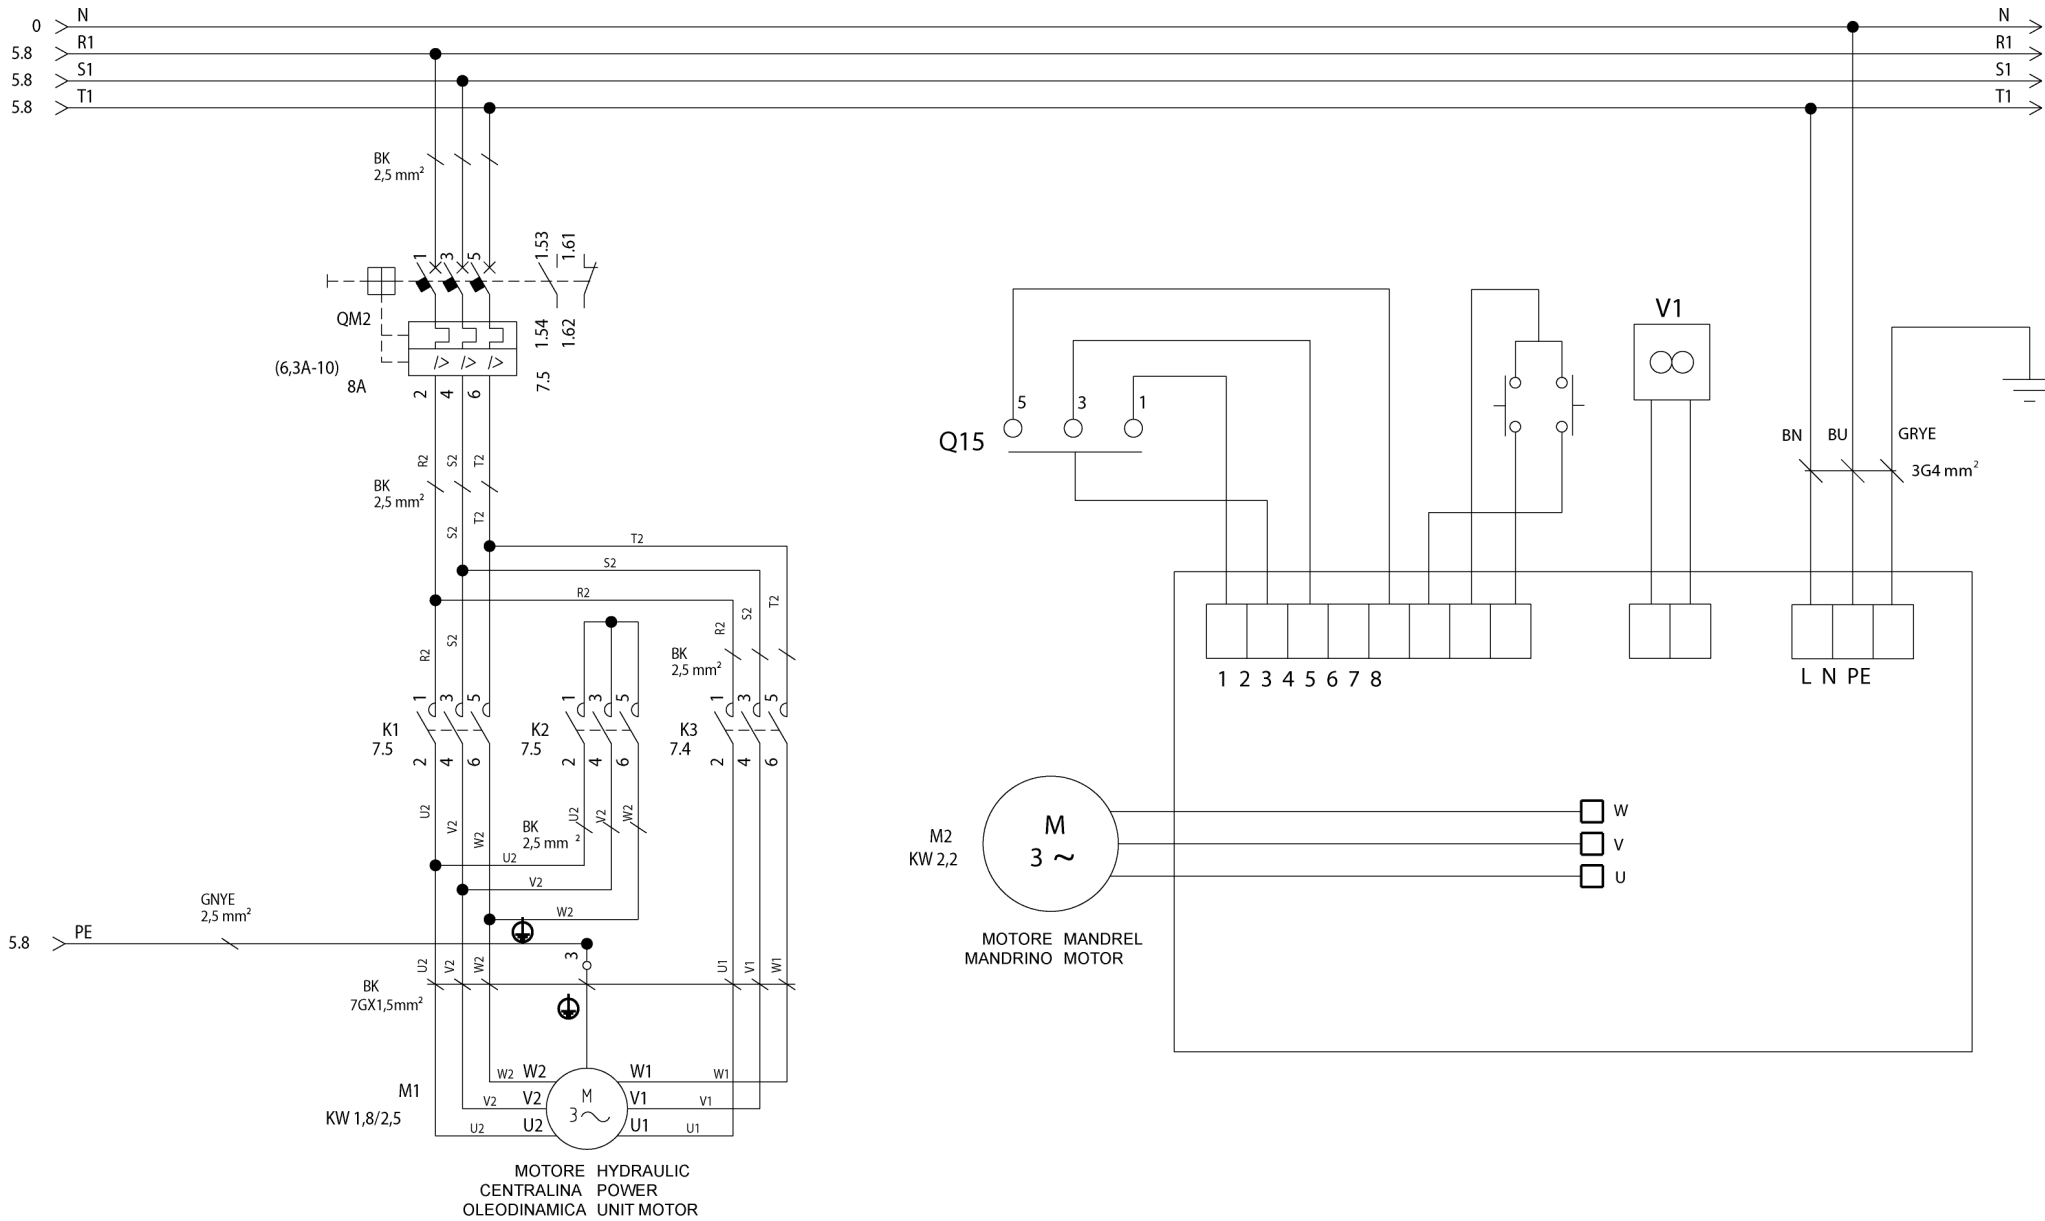 N N
0
R1 R1
5.8
S1 S1
5.8
T1 T1
5.8
BK
2,5 mm²
1.53 1.61
1 3 5
QM2
1.54 1.62
(6,3A-10)
8A
2 4 6
7.5
V1
5 3 1
Q15
BN BU GRYE
3G4 mm²
R2 S2 T2
BK
2,5 mm²
S2 T2
T2
S2
R2
R2 S2
R2 S2 T2
BK
2,5 mm²
1 3 5
1 3 5
1 3 5
K1
7.5
K2
7.5
K3
7.4
2 4 6
2 4 6
2 4 6
1 2 3 4 5 6 7 8
L N PE
U2 V2 W2
U2 V2 W2
BK
2,5 mm²
U2
V2
W2
M2
KW 2,2
M
3 ~
W
V
U
MOTORE MANDREL
MANDRINO MOTOR
GNYE
2,5 mm²
5.8
PE
3
U2 V2 W2
U1 V1 W1
BK
7GX1,5mm²
W2 W2 W1 W1
M1
V2 V2 V1 V1
M
3~
KW 1,8/2,5
U2 U2 U1 U1
MOTORE HYDRAULIC
CENTRALINA POWER
OLEODINAMICA UNIT MOTOR